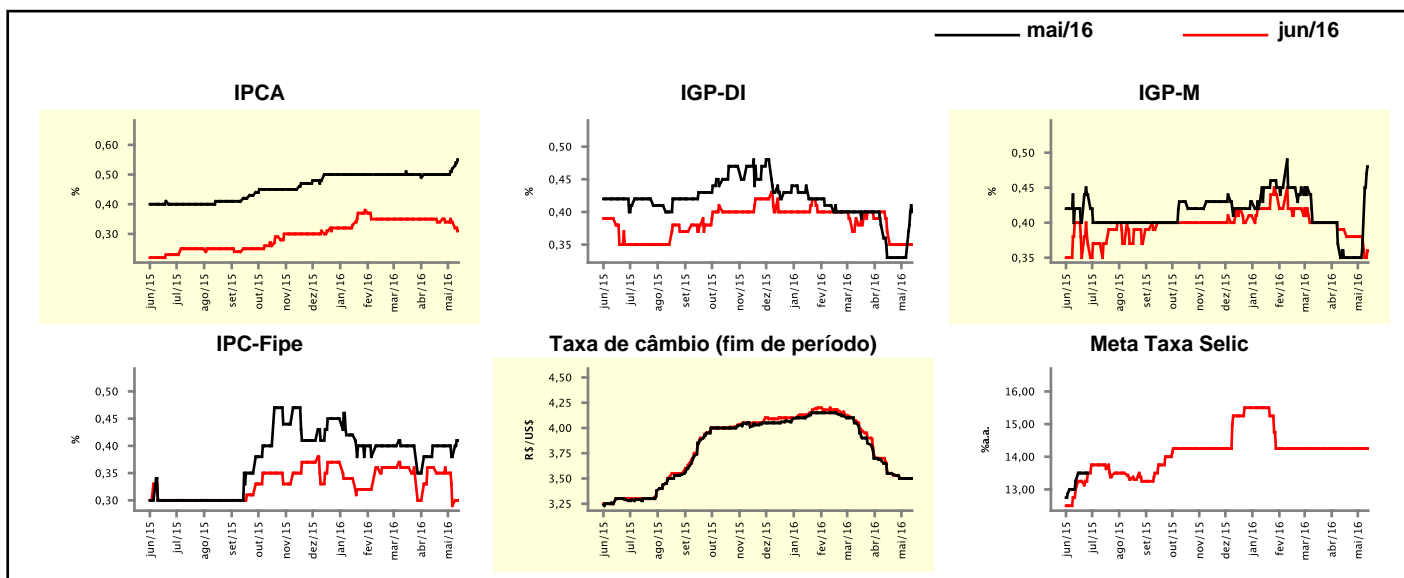 mai/16 jun/16
IPCA
%
0,60
0,50
0,40
0,30
jun/15 jul/15 ago/15 set/15 out/15 nov/15 dez/15 jan/16 fev/16 mar/16 abr/16 mai/16
IGP-DI
%
0,50
0,45
0,40
0,35
jun/15 jul/15 ago/15 set/15 out/15 nov/15 dez/15 jan/16 fev/16 mar/16 abr/16 mai/16
IGP-M
%
0,50
0,45
0,40
0,35
jun/15 jul/15 ago/15 set/15 out/15 nov/15 dez/15 jan/16 fev/16 mar/16 abr/16 mai/16
IPC-Fipe
%
0,50
0,45
0,40
0,35
0,30
jun/15 jul/15 ago/15 set/15 out/15 nov/15 dez/15 jan/16 fev/16 mar/16 abr/16 mai/16
Taxa de câmbio (fim de período)
R$/US$
4,50
4,25
4,00
3,75
3,50
3,25
jun/15 jul/15 ago/15 set/15 out/15 nov/15 dez/15 jan/16 fev/16 mar/16 abr/16 mai/16
Meta Taxa Selic
%a.a.
16,00
15,00
14,00
13,00
jun/15 jul/15 ago/15 set/15 out/15 nov/15 dez/15 jan/16 fev/16 mar/16 abr/16 mai/16